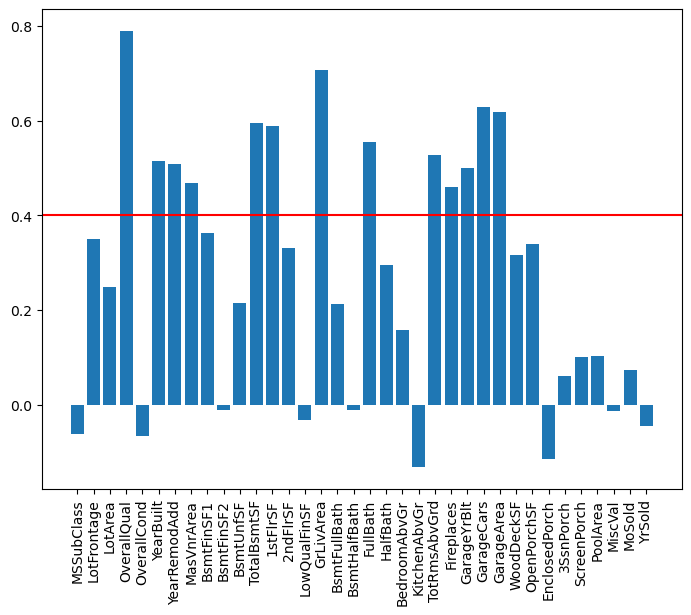 0.8
0.6
0.4
0.2
0.0
MSSubClass
LotFrontage
LotArea
OverallQual
OverallCond
YearBuilt
YearRemodAdd
MasVnrArea
BsmtFinSF1
BsmtFinSF2
BsmtUnfSF
TotalBsmtSF
1stFlrSF
2ndFlrSF
LowQualFinSF
GrLivArea
BsmtFullBath
BsmtHalfBath
FullBath
HalfBath
BedroomAbvGr
KitchenAbvGr
TotRmsAbvGrd
Fireplaces
GarageYrBlt
GarageCars
GarageArea
WoodDeckSF
OpenPorchSF
EnclosedPorch
3SsnPorch
ScreenPorch
PoolArea
MiscVal
MoSold
YrSold